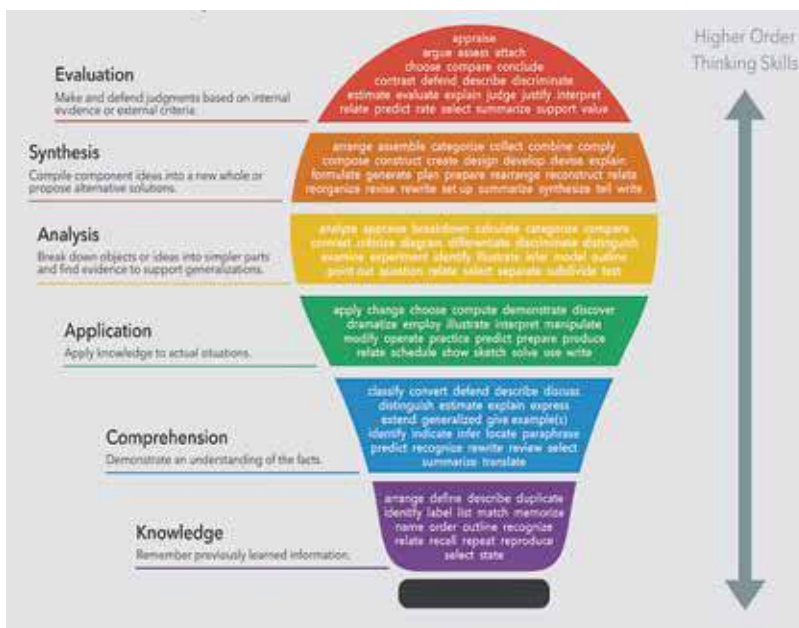 Higher Order
Thinking Skills
Evaluation
Make and defend judgments based on internal
evidence or external criteria.
appraise
argue assess attach
choose compare conclude
contrast defend describe discriminate
estimate evaluate explain judge justify interpret
relate predict rate select summarize support value
Synthesis
Compile component ideas into a new whole or
propose alternative solutions.
arrange assemble categorize collect combine comply
compose construct create design develop devise explain
formulate generate plan prepare rearrange reconstruct relate
reorganize revise rewrite set up summarize synthesize tell write
Analysis
Break down objects or ideas into simpler parts
and find evidence to support generalizations.
analyze appraise breakdown calculate categorize compare
contrast criticize diagram differentiate discriminate distinguish
examine experiment identify illustrate infer model outline
point out question relate select separate subdivide test
Application
Apply knowledge to actual situations.
apply change choose compute demonstrate discover
dramatize employ illustrate interpret manipulate
modify operate practice predict prepare produce
relate schedule show sketch solve use write
Comprehension
Demonstrate an understanding of the facts.
classify convert defend describe discuss
distinguish estimate explain express
extend generalized give example(s)
identify indicate infer locate paraphrase
predict recognize rewrite review select
summarize translate
Knowledge
Remember previously learned information.
arrange define describe duplicate
identify label list match memorize
name order outline recognize
relate recall repeat reproduce
select state